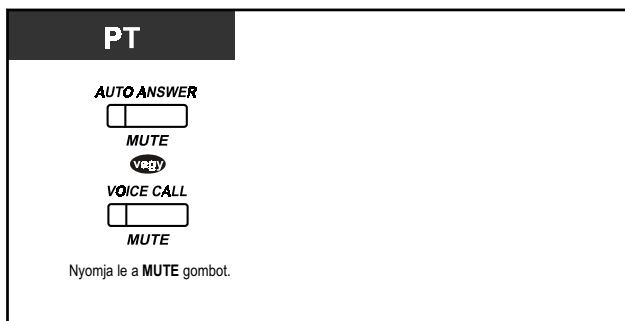 PT
AUTO ANSWER
MUTE
vagy
VOICE CALL
MUTE
Nyomja le a MUTE gombot.